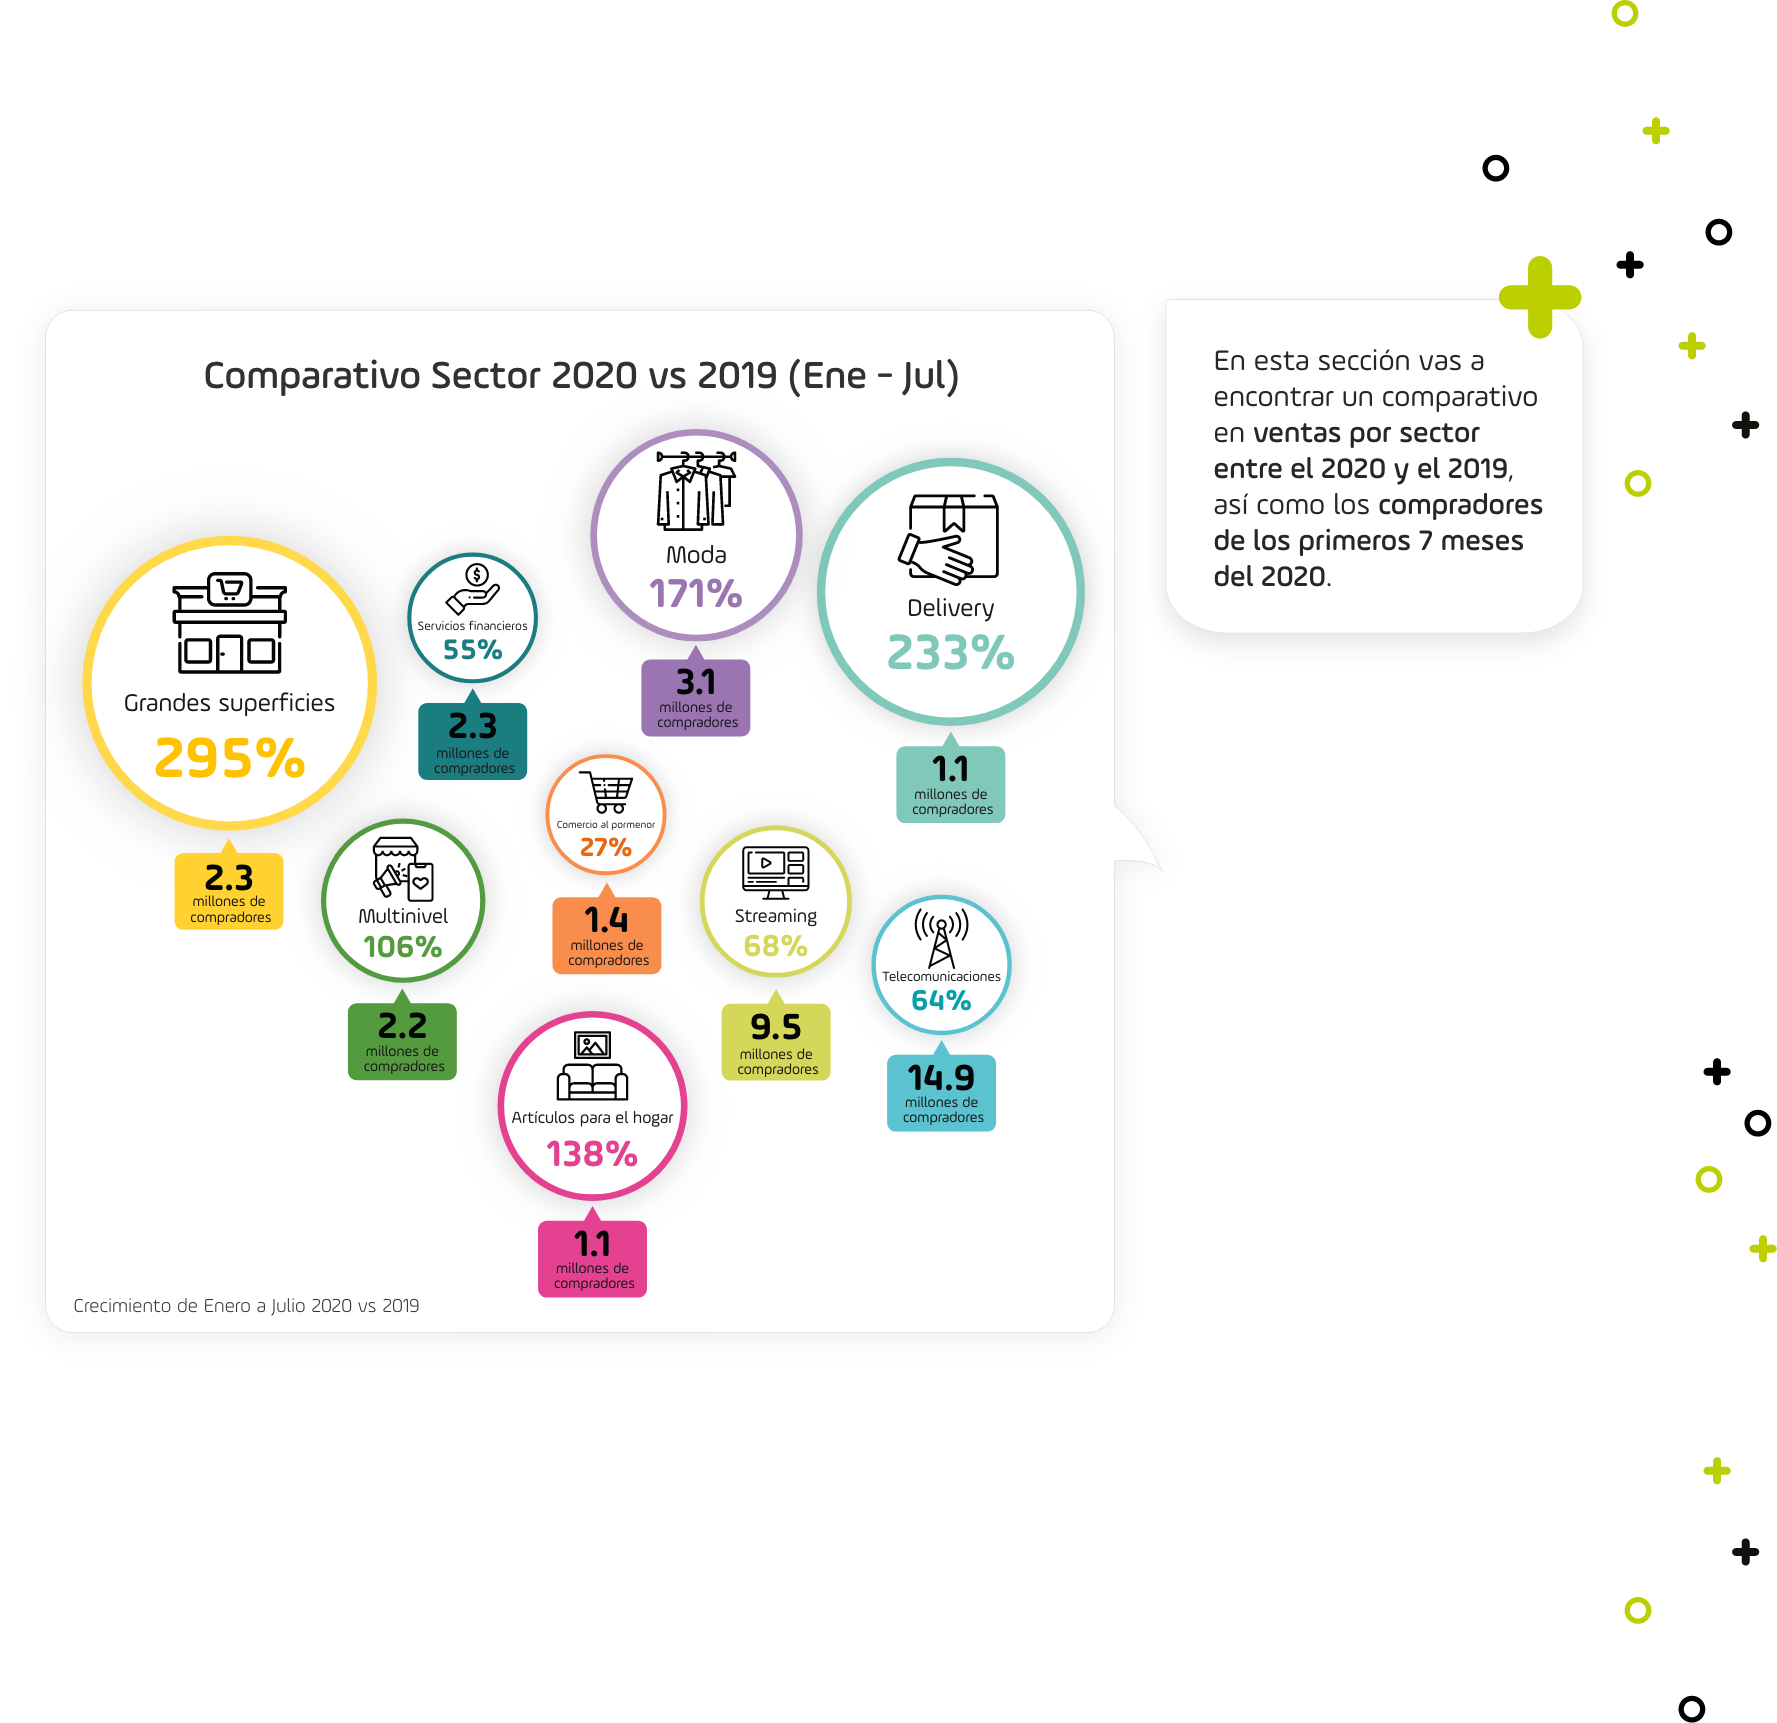 Comparativo Sector 2020 vs 2019 (Ene - Jul)
Grandes superficies
295%
2.3
millones de
compradores
Servicios financieros
55%
2.3
millones de
compradores
Moda
171%
3.1
millones de
compradores
Delivery
233%
1.1
millones de
compradores
Multinivel
106%
2.2
millones de
compradores
Comercio al pormenor
27%
1.4
millones de
compradores
Streaming
68%
9.5
millones de
compradores
Telecomunicaciones
64%
14.9
millones de
compradores
Artículos para el hogar
138%
1.1
millones de
compradores
Crecimiento de Enero a Julio 2020 vs 2019
En esta sección vas a
encontrar un comparativo
en ventas por sector
entre el 2020 y el 2019,
así como los compradores
de los primeros 7 meses
del 2020.